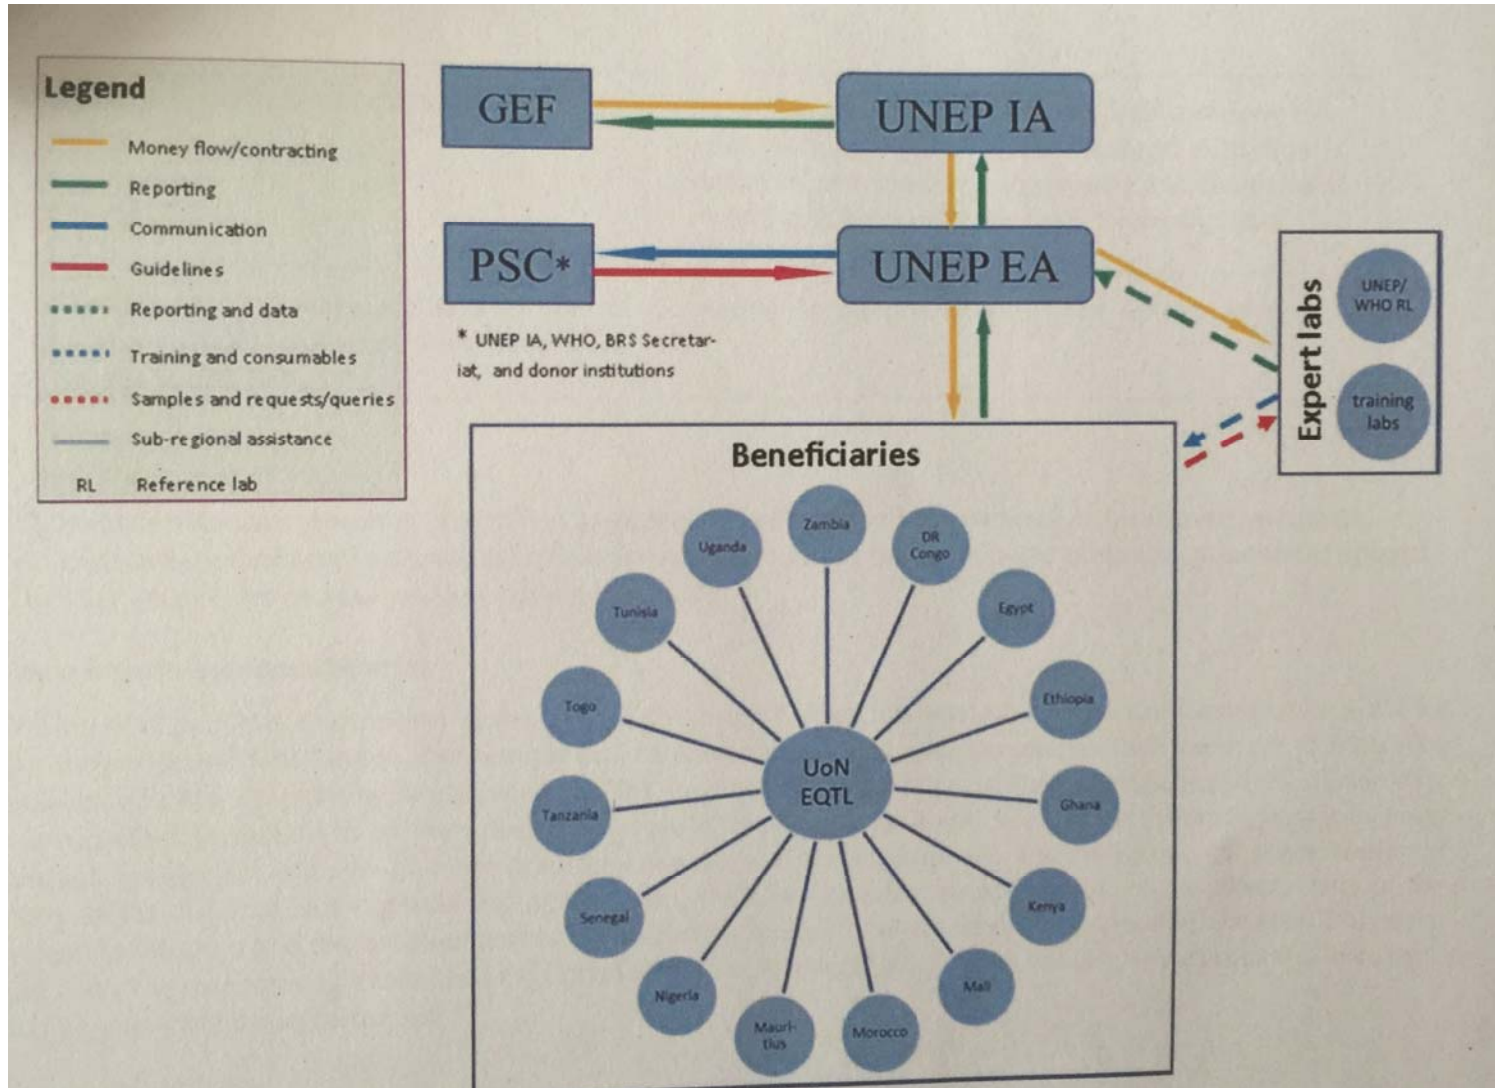 Legend
Money flow/contracting
Reporting
Communication
Guidelines
Reporting and data
Training and consumables
Samples and requests/queries
Sub-regional assistance
RL Reference lab
GEF
UNEP IA
PSC*
UNEP EA
* UNEP IA, WHO, BRS Secretar-
iat, and donor institutions
Expert labs
UNEP/
WHO RL
training
labs
Beneficiaries
Zambia
DR
Congo
Egypt
Ethiopia
Ghana
Kenya
Mali
Morocco
Mauri-
tius
Nigeria
Senegal
Tanzania
Togo
Tunisia
Uganda
UoN
EQTL